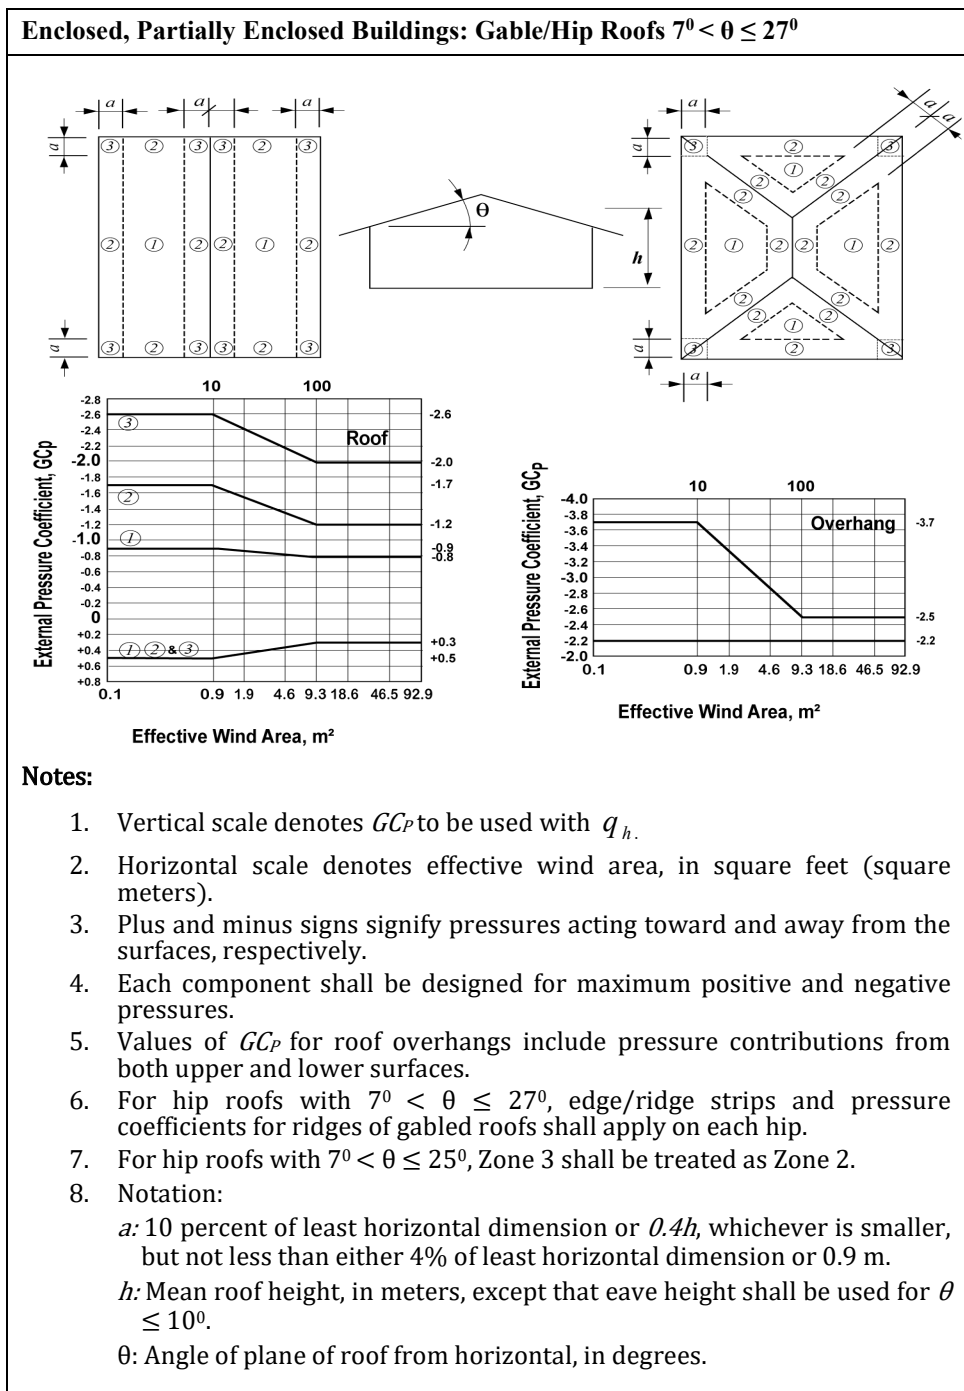 Enclosed, Partially Enclosed Buildings: Gable/Hip Roofs 7⁰ < θ ≤ 27⁰
a a a
a 3 2 3 3 2 3
2 1 2 2 1 2
a 3 2 3 3 2 3
θ
h
a a a
a 3 2 3
1
2 2
2 2
2 1 2 2 1 2
2 2
2 2
1
a 3 2 3
a
10 100
-2.8
-2.6 -2.6
3
-2.4 Roof
-2.2
-2.0 -2.0
-1.8 -1.7
2
-1.6
-1.4
-1.2 -1.2
1
-1.0 -0.9
-0.8 -0.8
-0.6
-0.4
-0.2
0
+0.2 +0.3
+0.4 1 2 & 3
+0.6 +0.5
+0.8
0.1 0.9 1.9 4.6 9.3 18.6 46.5 92.9
External Pressure Coefficient, GCp
Effective Wind Area, m²
10 100
-4.0
-3.8 Overhang -3.7
-3.6
-3.4
-3.2
-3.0
-2.8
-2.6 -2.5
-2.4
-2.2 -2.2
-2.0
0.1 0.9 1.9 4.6 9.3 18.6 46.5 92.9
External Pressure Coefficient, GCp
Effective Wind Area, m²
Notes:
1. Vertical scale denotes GCP to be used with q h .
2. Horizontal scale denotes effective wind area, in square feet (square
meters).
3. Plus and minus signs signify pressures acting toward and away from the
surfaces, respectively.
4. Each component shall be designed for maximum positive and negative
pressures.
5. Values of GCP for roof overhangs include pressure contributions from
both upper and lower surfaces.
6. For hip roofs with 7⁰ < θ ≤ 27⁰, edge/ridge strips and pressure
coefficients for ridges of gabled roofs shall apply on each hip.
7. For hip roofs with 7⁰ < θ ≤ 25⁰, Zone 3 shall be treated as Zone 2.
8. Notation:
a: 10 percent of least horizontal dimension or 0.4h, whichever is smaller,
but not less than either 4% of least horizontal dimension or 0.9 m.
h: Mean roof height, in meters, except that eave height shall be used for θ
≤ 10⁰.
θ: Angle of plane of roof from horizontal, in degrees.